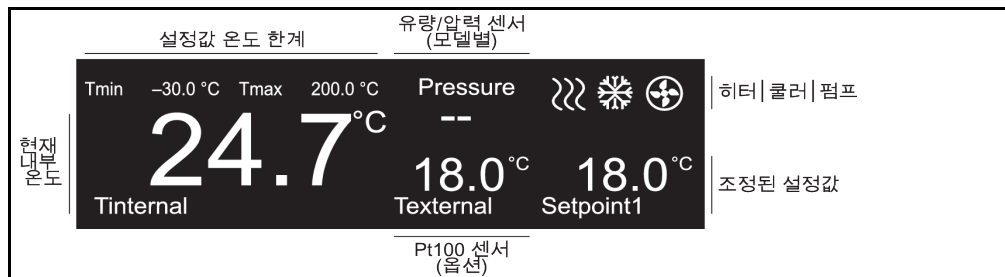 유량/압력 센서
(모델별)
설정값 온도 한계
Tmin –30.0 °C Tmax 200.0 °C
Pressure
--
히터|쿨러|펌프
현재
내부
온도
24.7°C
18.0°C
18.0°C
조정된 설정값
Tinternal
Texternal
Setpoint1
Pt100 센서
(옵션)